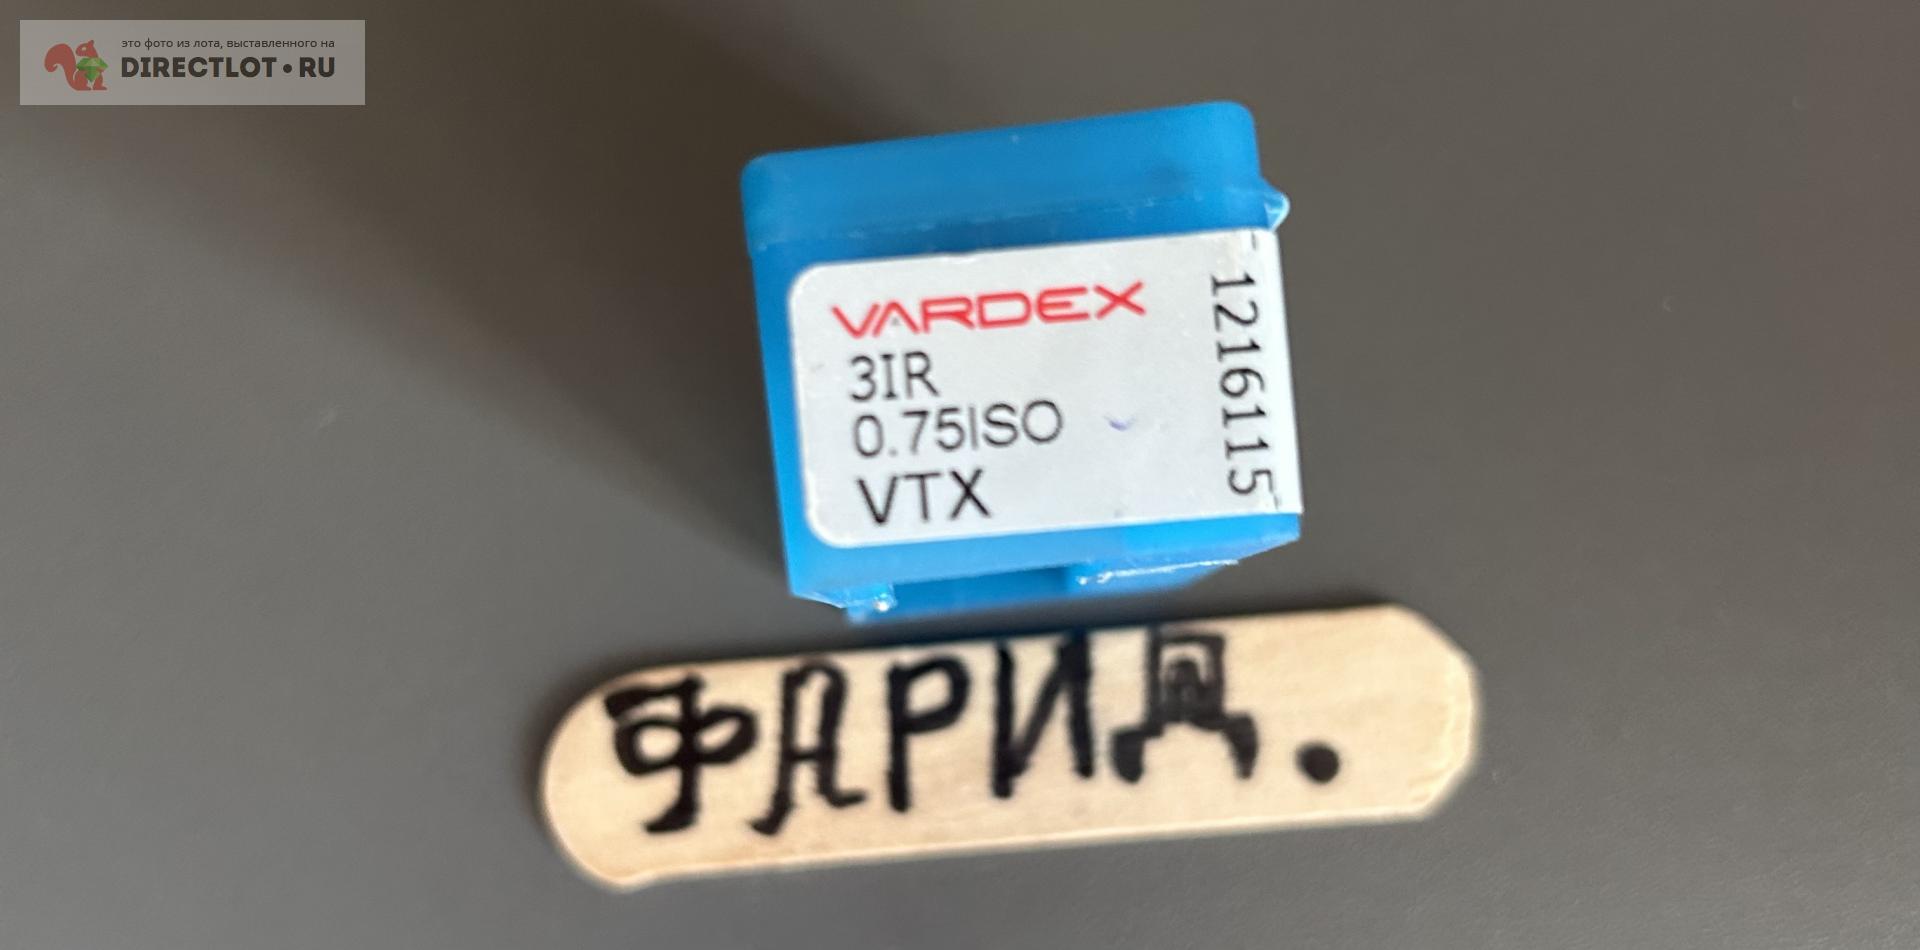 это фото из лота, выставленного на
DIRECTLOT•RU
VARDEX
3IR
0.75ISO
VTX
1216115
ФАРИД.